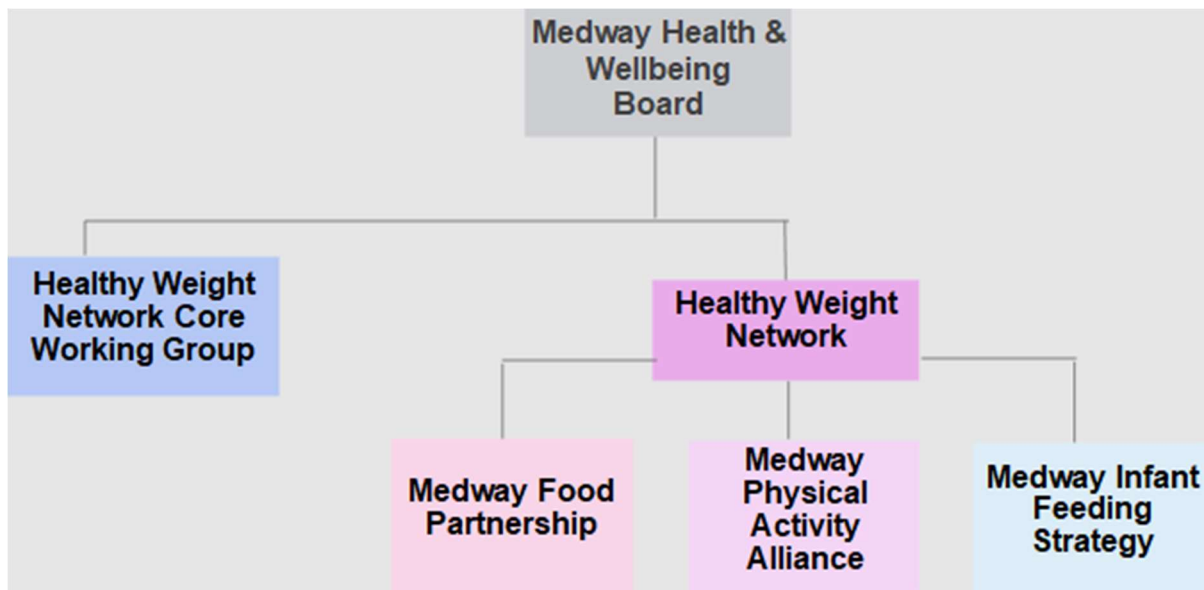 Medway Health &
Wellbeing
Board
Healthy Weight
Network Core
Working Group
Healthy Weight
Network
Medway Food
Partnership
Medway
Physical
Activity
Alliance
Medway Infant
Feeding
Strategy